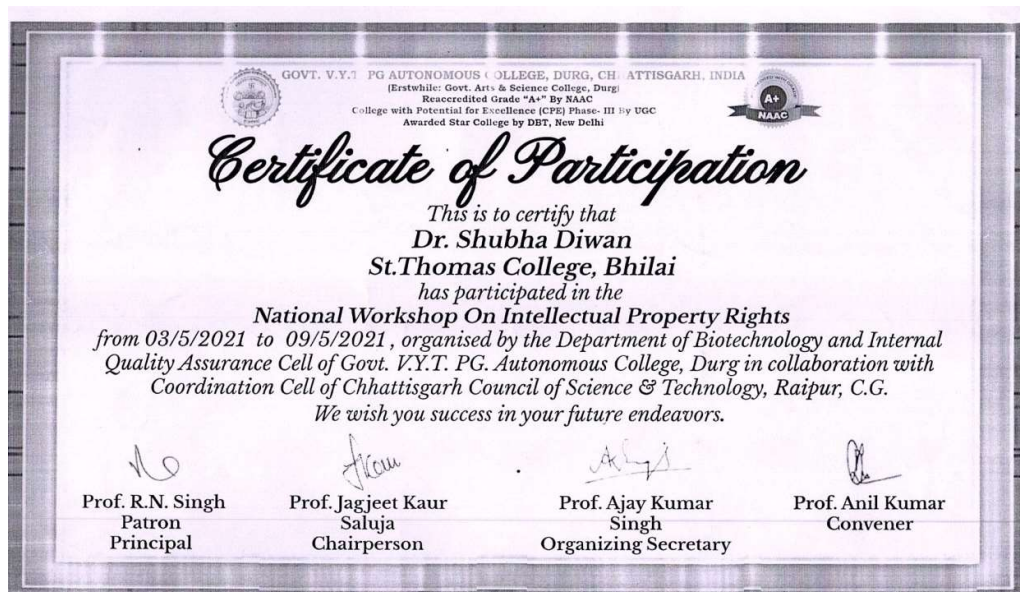 GOVT. V.Y.T. PG AUTONOMOUS COLLEGE, DURG, CHHATTISGARH, INDIA
(Erstwhile: Govt. Arts & Science College, Durg)
Reaccredited Grade "A+" By NAAC
College with Potential for Excellence (CPE) Phase- III By UGC
Awarded Star College by DBT, New Delhi
A+
NAAC
Certificate of Participation
This is to certify that
Dr. Shubha Diwan
St.Thomas College, Bhilai
has participated in the
National Workshop On Intellectual Property Rights
from 03/5/2021 to 09/5/2021 , organised by the Department of Biotechnology and Internal
Quality Assurance Cell of Govt. V.Y.T. PG. Autonomous College, Durg in collaboration with
Coordination Cell of Chhattisgarh Council of Science & Technology, Raipur, C.G.
We wish you success in your future endeavors.
Prof. R.N. Singh
Patron
Principal
Prof. Jagjeet Kaur
Saluja
Chairperson
Prof. Ajay Kumar
Singh
Organizing Secretary
Prof. Anil Kumar
Convener